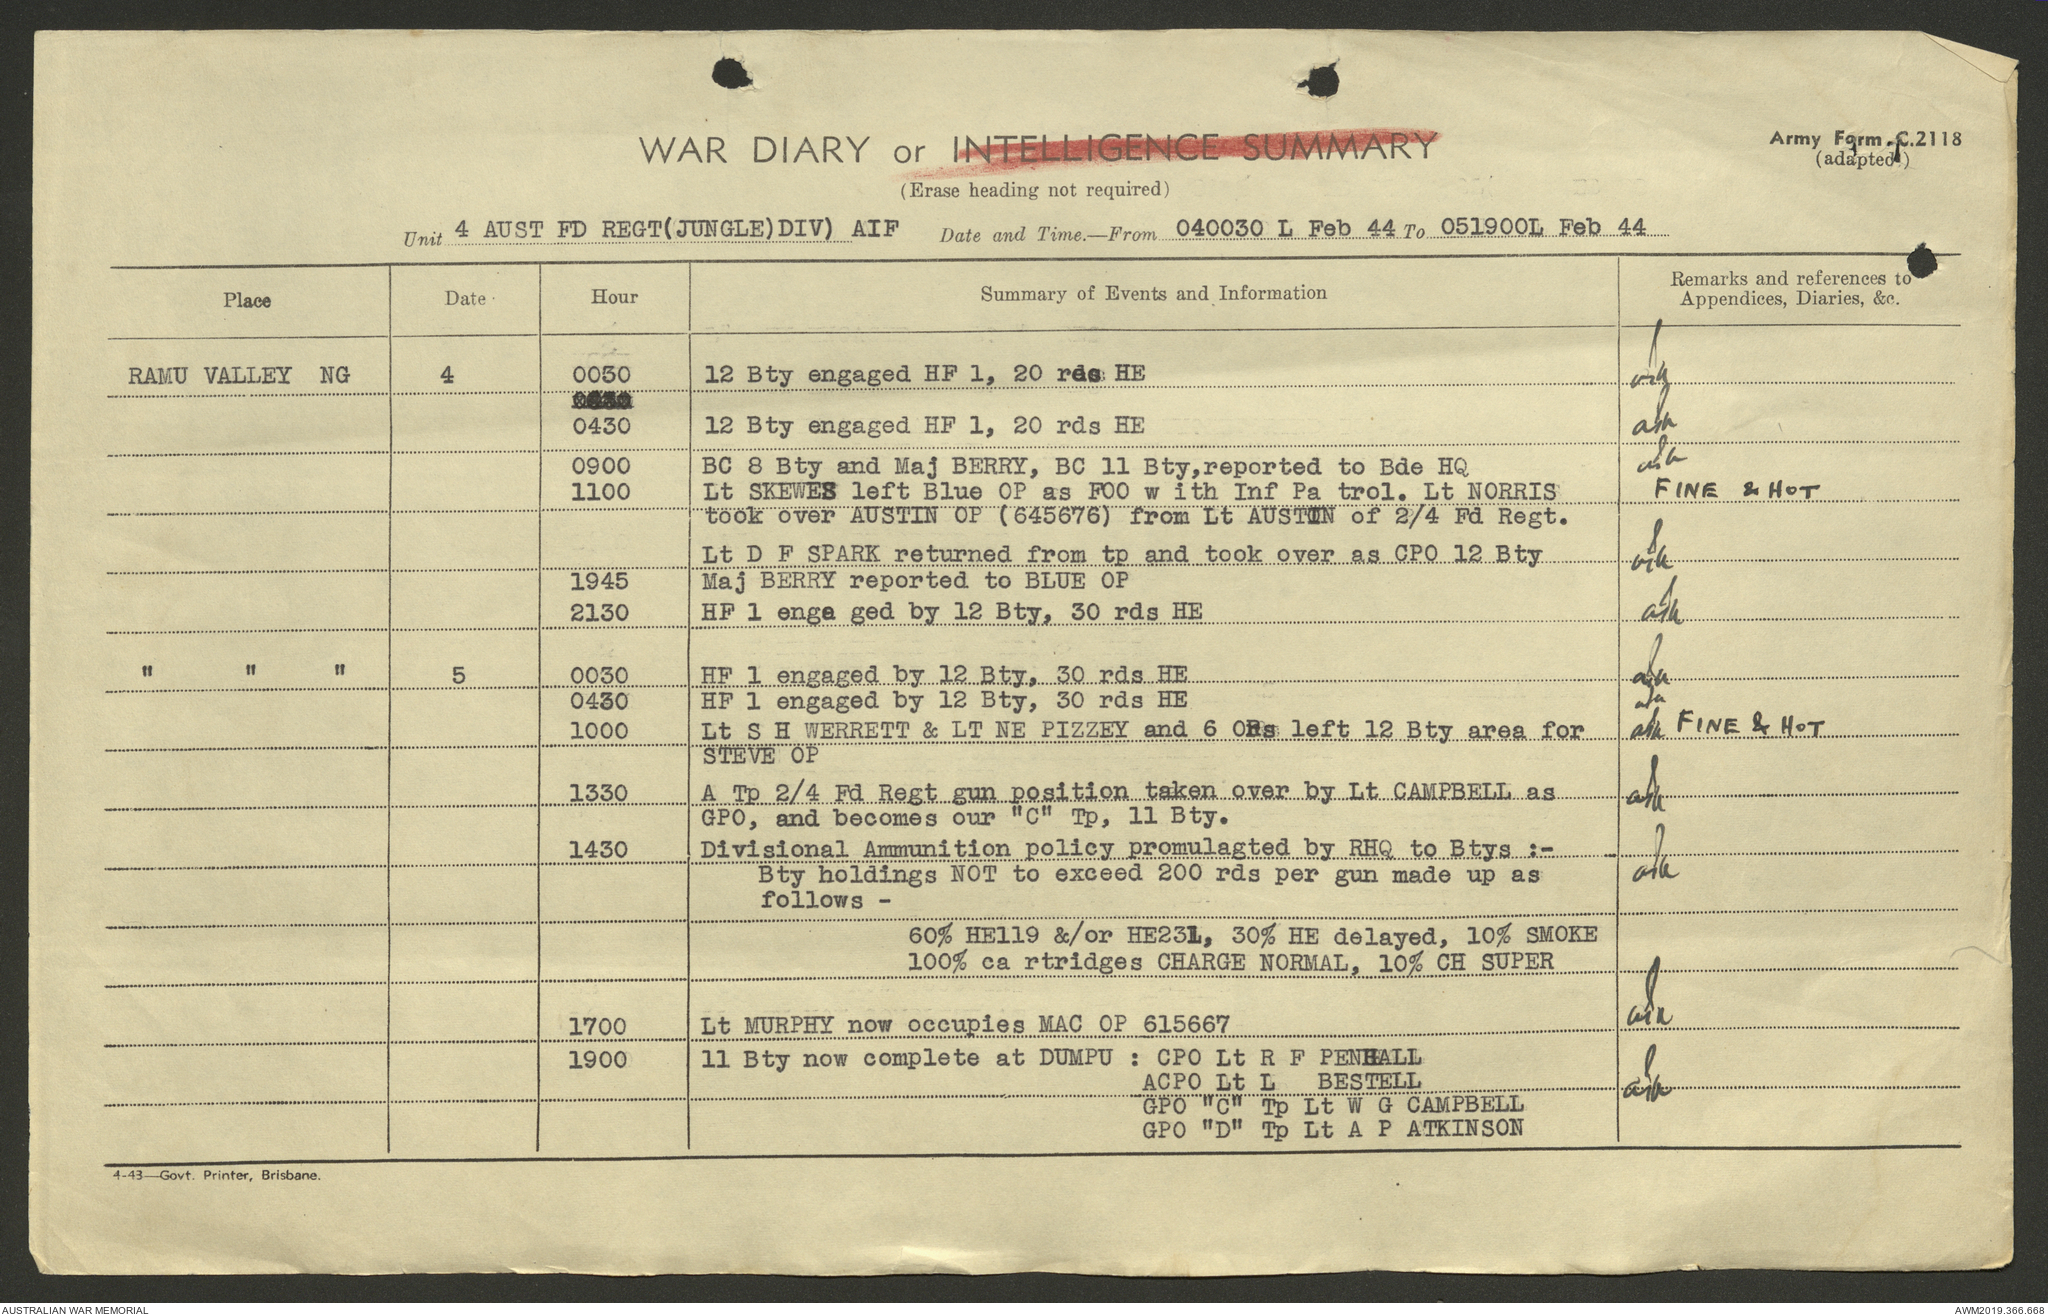 WAR DIARY or INTELLIGENCE SUMMARY
(Erase heading not required)
Army Form C.2118
(adapted)
Unit 4 AUST FD REGT(JUNGLE)DIV) AIF Date and Time.—From 040030 L Feb 44 To 051900L Feb 44
Place Date Hour Summary of Events and Information Remarks and references to
Appendices, Diaries, &c.
RAMU VALLEY NG 4 0030 12 Bty engaged HF 1, 20 rds HE
0430 12 Bty engaged HF 1, 20 rds HE
0900 BC 8 Bty and Maj BERRY, BC 11 Bty,reported to Bde HQ
1100 Lt SKEWES left Blue OP as FOO w ith Inf Pa trol. Lt NORRIS FINE & HOT
took over AUSTIN OP (645676) from Lt AUSTIN of 2/4 Fd Regt.
Lt D F SPARK returned from tp and took over as CPO 12 Bty
1945 Maj BERRY reported to BLUE OP
2130 HF 1 enga ged by 12 Bty, 30 rds HE
" " " 5 0030 HF 1 engaged by 12 Bty, 30 rds HE
0430 HF 1 engaged by 12 Bty, 30 rds HE
1000 Lt S H WERRETT & LT NE PIZZEY and 6 ORs left 12 Bty area for FINE & HOT
STEVE OP
1330 A Tp 2/4 Fd Regt gun position taken over by Lt CAMPBELL as
GPO, and becomes our "C" Tp, 11 Bty.
1430 Divisional Ammunition policy promulagted by RHQ to Btys :-
Bty holdings NOT to exceed 200 rds per gun made up as
follows -
60% HE119 &/or HE231, 30% HE delayed, 10% SMOKE
100% ca rtridges CHARGE NORMAL, 10% CH SUPER
1700 Lt MURPHY now occupies MAC OP 615667
1900 11 Bty now complete at DUMPU : CPO Lt R F PENHALL
ACPO Lt L BESTELL
GPO "C" Tp Lt W G CAMPBELL
GPO "D" Tp Lt A P ATKINSON
4-43—Govt. Printer, Brisbane.
AUSTRALIAN WAR MEMORIAL AWM2019.366.668